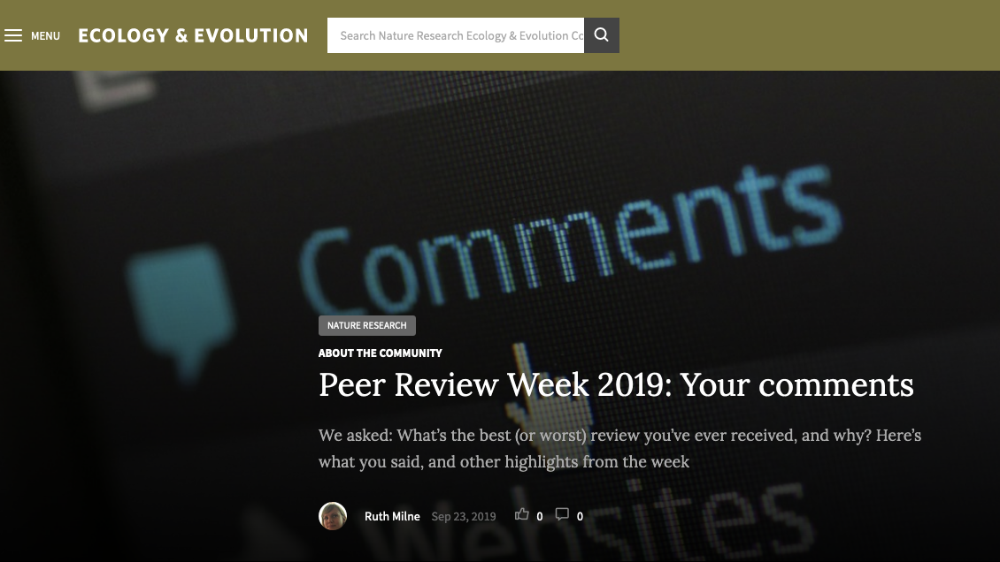 MENU
ECOLOGY & EVOLUTION
Search Nature Research Ecology & Evolution Co
Comments
NATURE RESEARCH
ABOUT THE COMMUNITY
Peer Review Week 2019: Your comments
We asked: What's the best (or worst) review you've ever received, and why? Here's
what you said, and other highlights from the week
Ruth Milne Sep 23, 2019 0 0
Websites